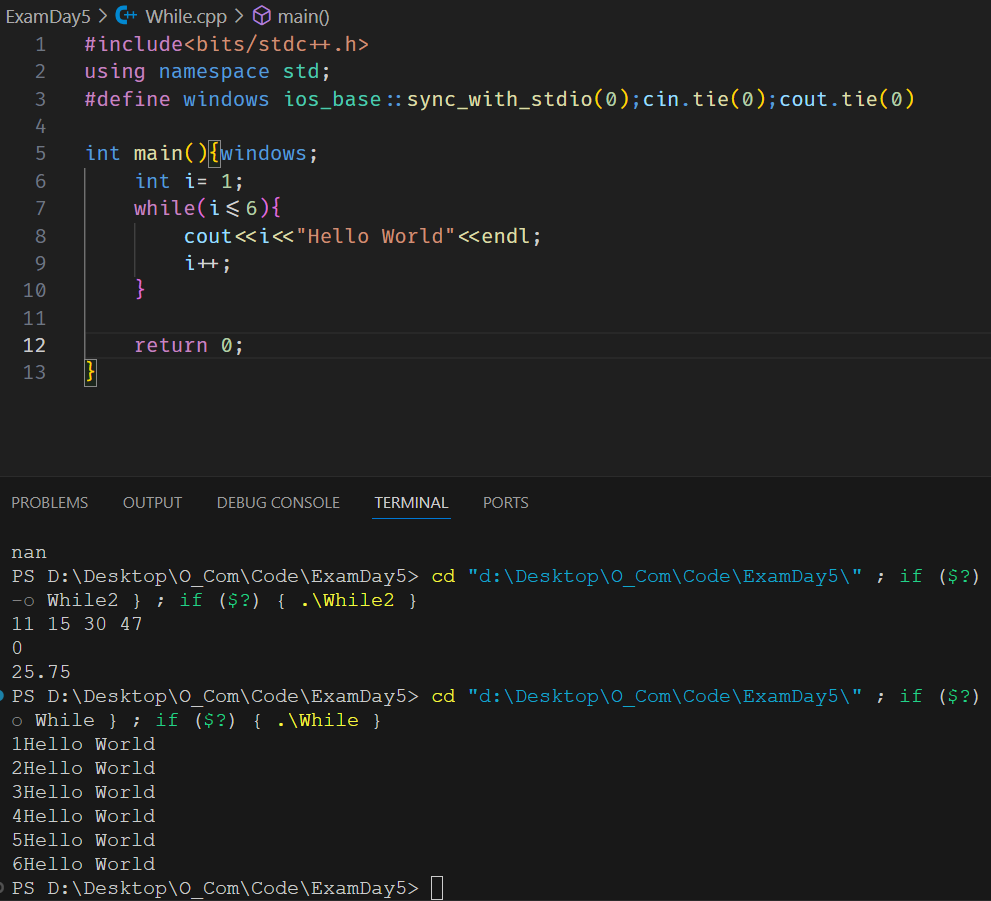 ExamDay5 > While.cpp > main()
1 #include<bits/stdc++.h>
2 using namespace std;
3 #define windows ios_base::sync_with_stdio(0);cin.tie(0);cout.tie(0)
4
5 int main(){windows;
6     int i= 1;
7     while(i<=6){
8         cout<<i<<"Hello World"<<endl;
9         i++;
10     }
11
12     return 0;
13 }
PROBLEMS OUTPUT DEBUG CONSOLE TERMINAL PORTS
nan
PS D:\Desktop\O_Com\Code\ExamDay5> cd "d:\Desktop\O_Com\Code\ExamDay5\" ; if ($?)
-o While2 } ; if ($?) { .\While2 }
11 15 30 47
0
25.75
PS D:\Desktop\O_Com\Code\ExamDay5> cd "d:\Desktop\O_Com\Code\ExamDay5\" ; if ($?)
o While } ; if ($?) { .\While }
1Hello World
2Hello World
3Hello World
4Hello World
5Hello World
6Hello World
PS D:\Desktop\O_Com\Code\ExamDay5>